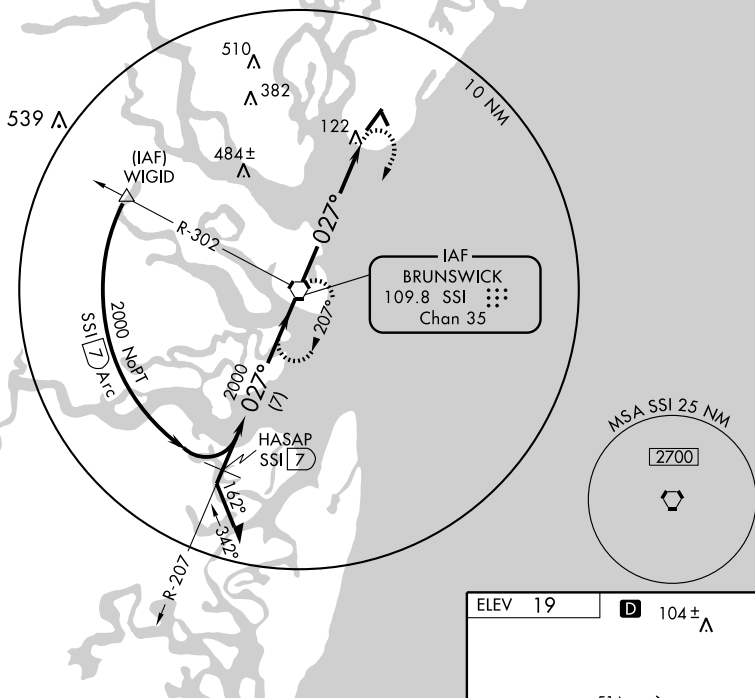 510
382
10 NM
539
122
(IAF)
WIGID
484±
R-302
027°
IAF
BRUNSWICK
109.8 SSI
Chan 35
207°
2000 NoPT
SSI 7 Arc
2000
027°
(7)
HASAP
SSI 7
162°
342°
R-207
MSA SSI 25 NM
2700
ELEV 19
D
104±